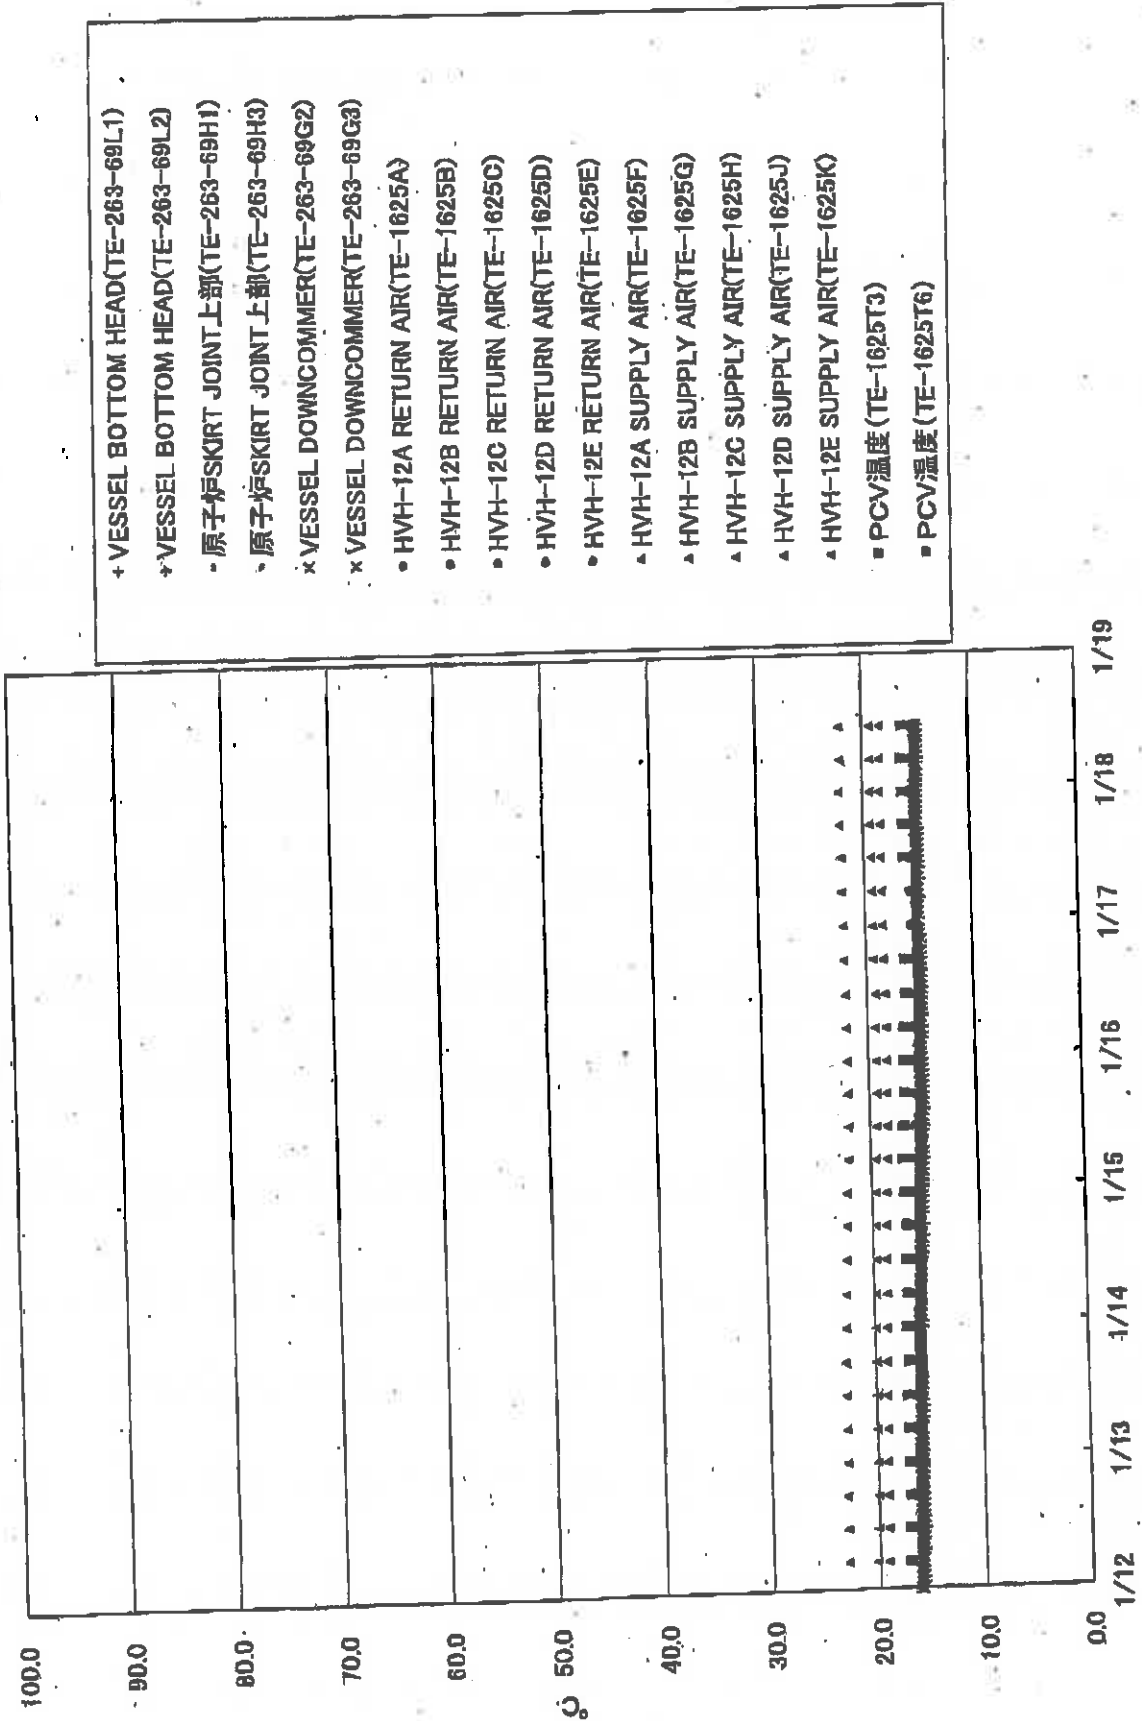 100.0
90.0
80.0
70.0
60.0
50.0
40.0
30.0
20.0
10.0
0.0
℃
1/12
1/13
1/14
1/15
1/16
1/17
1/18
1/19
+ VESSEL BOTTOM HEAD(TE-263-69L1)
+ VESSEL BOTTOM HEAD(TE-263-69L2)
- 原子炉SKIRT JOINT上部(TE-263-69H1)
- 原子炉SKIRT JOINT上部(TE-263-69H3)
× VESSEL DOWNCOMMER(TE-263-69G2)
× VESSEL DOWNCOMMER(TE-263-69G3)
● HVH-12A RETURN AIR(TE-1625A)
● HVH-12B RETURN AIR(TE-1625B)
● HVH-12C RETURN AIR(TE-1625C)
● HVH-12D RETURN AIR(TE-1625D)
● HVH-12E RETURN AIR(TE-1625E)
▲ HVH-12A SUPPLY AIR(TE-1625F)
▲ HVH-12B SUPPLY AIR(TE-1625G)
▲ HVH-12C SUPPLY AIR(TE-1625H)
▲ HVH-12D SUPPLY AIR(TE-1625J)
▲ HVH-12E SUPPLY AIR(TE-1625K)
■ PCV温度(TE-1625T3)
■ PCV温度(TE-1625T6)